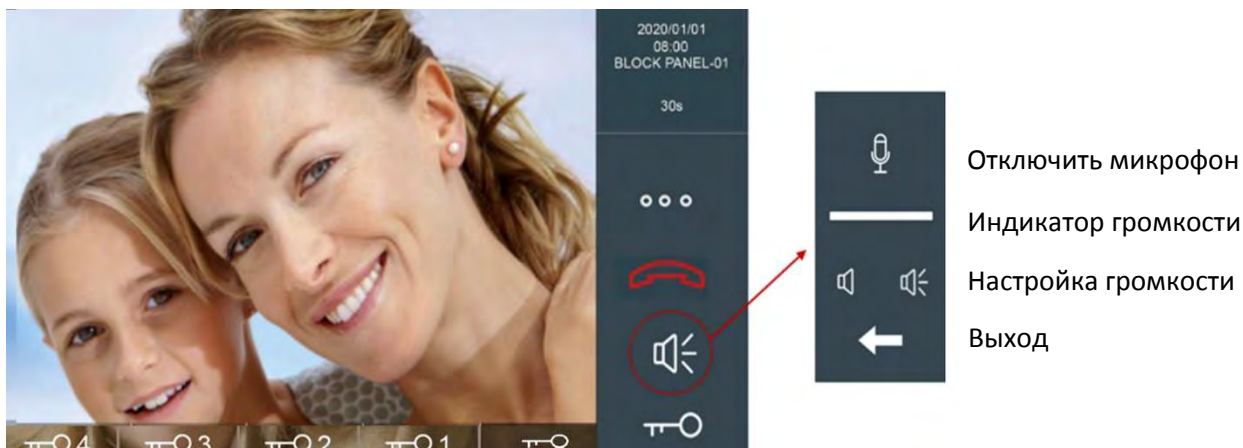 2020/01/01
08:00
BLOCK PANEL-01
30s
Отключить микрофон
Индикатор громкости
Настройка громкости
Выход
4 3 2 1